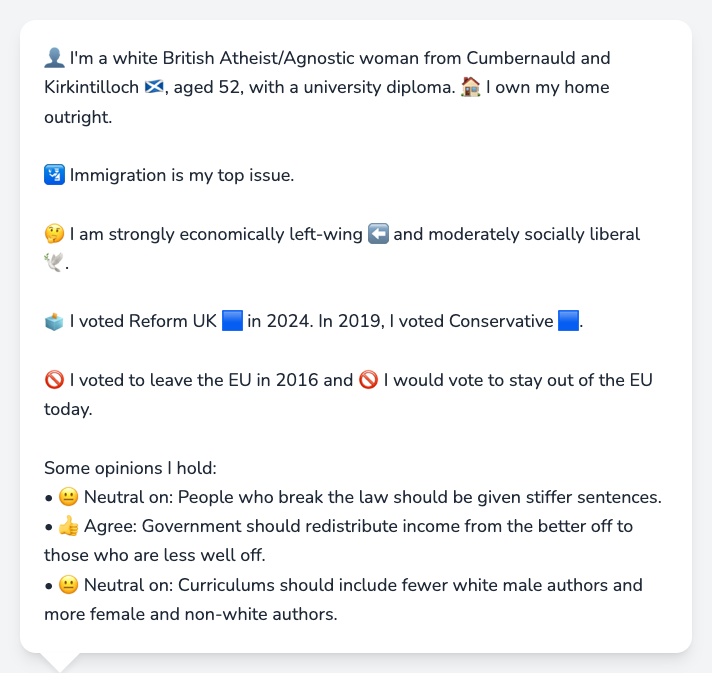 👤 I'm a white British Atheist/Agnostic woman from Cumbernauld and
Kirkintilloch 🏴󠁧󠁢󠁳󠁣󠁴󠁿, aged 52, with a university diploma. 🏠 I own my home
outright.
🛂 Immigration is my top issue.
🤔 I am strongly economically left-wing ⬅️ and moderately socially liberal
🕊️.
🗳️ I voted Reform UK 🟦 in 2024. In 2019, I voted Conservative 🟦.
🚫 I voted to leave the EU in 2016 and 🚫 I would vote to stay out of the EU
today.
Some opinions I hold:
• 😐 Neutral on: People who break the law should be given stiffer sentences.
• 👍 Agree: Government should redistribute income from the better off to
those who are less well off.
• 😐 Neutral on: Curriculums should include fewer white male authors and
more female and non-white authors.